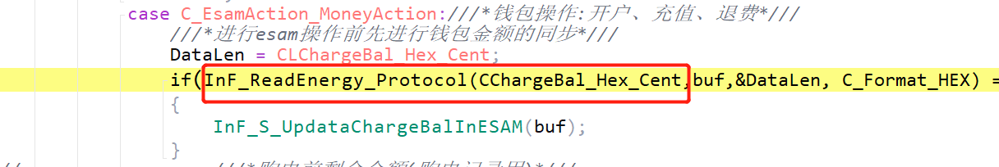 case C_EsamAction_MoneyAction:///*钱包操作:开户、充值、退费*///
///*进行esam操作前先进行钱包金额的同步*///
DataLen = CLChargeBal_Hex_Cent;
if(InF_ReadEnergy_Protocol(CChargeBal_Hex_Cent,buf,&DataLen, C_Format_HEX) =
{
InF_S_UpdataChargeBalInESAM(buf);
}